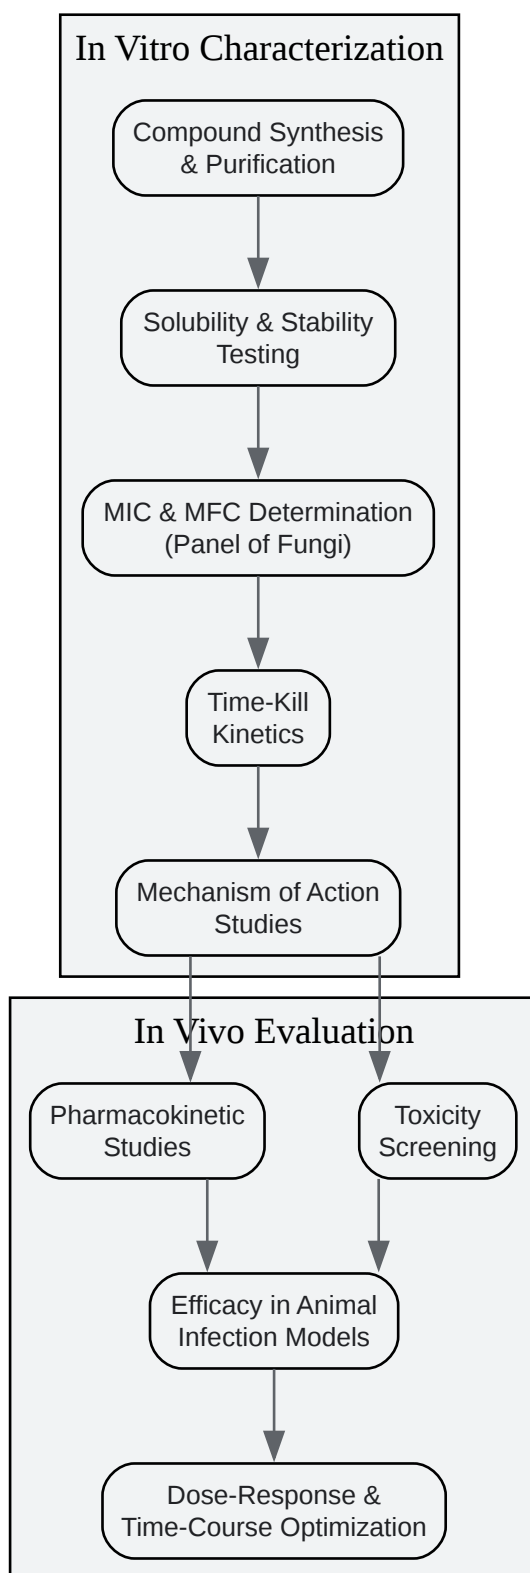 In Vitro Characterization
Compound Synthesis
& Purification
Solubility & Stability
Testing
MIC & MFC Determination
(Panel of Fungi)
Time-Kill
Kinetics
Mechanism of Action
Studies
In Vivo Evaluation
Pharmacokinetic
Studies
Toxicity
Screening
Efficacy in Animal
Infection Models
Dose-Response &
Time-Course Optimization